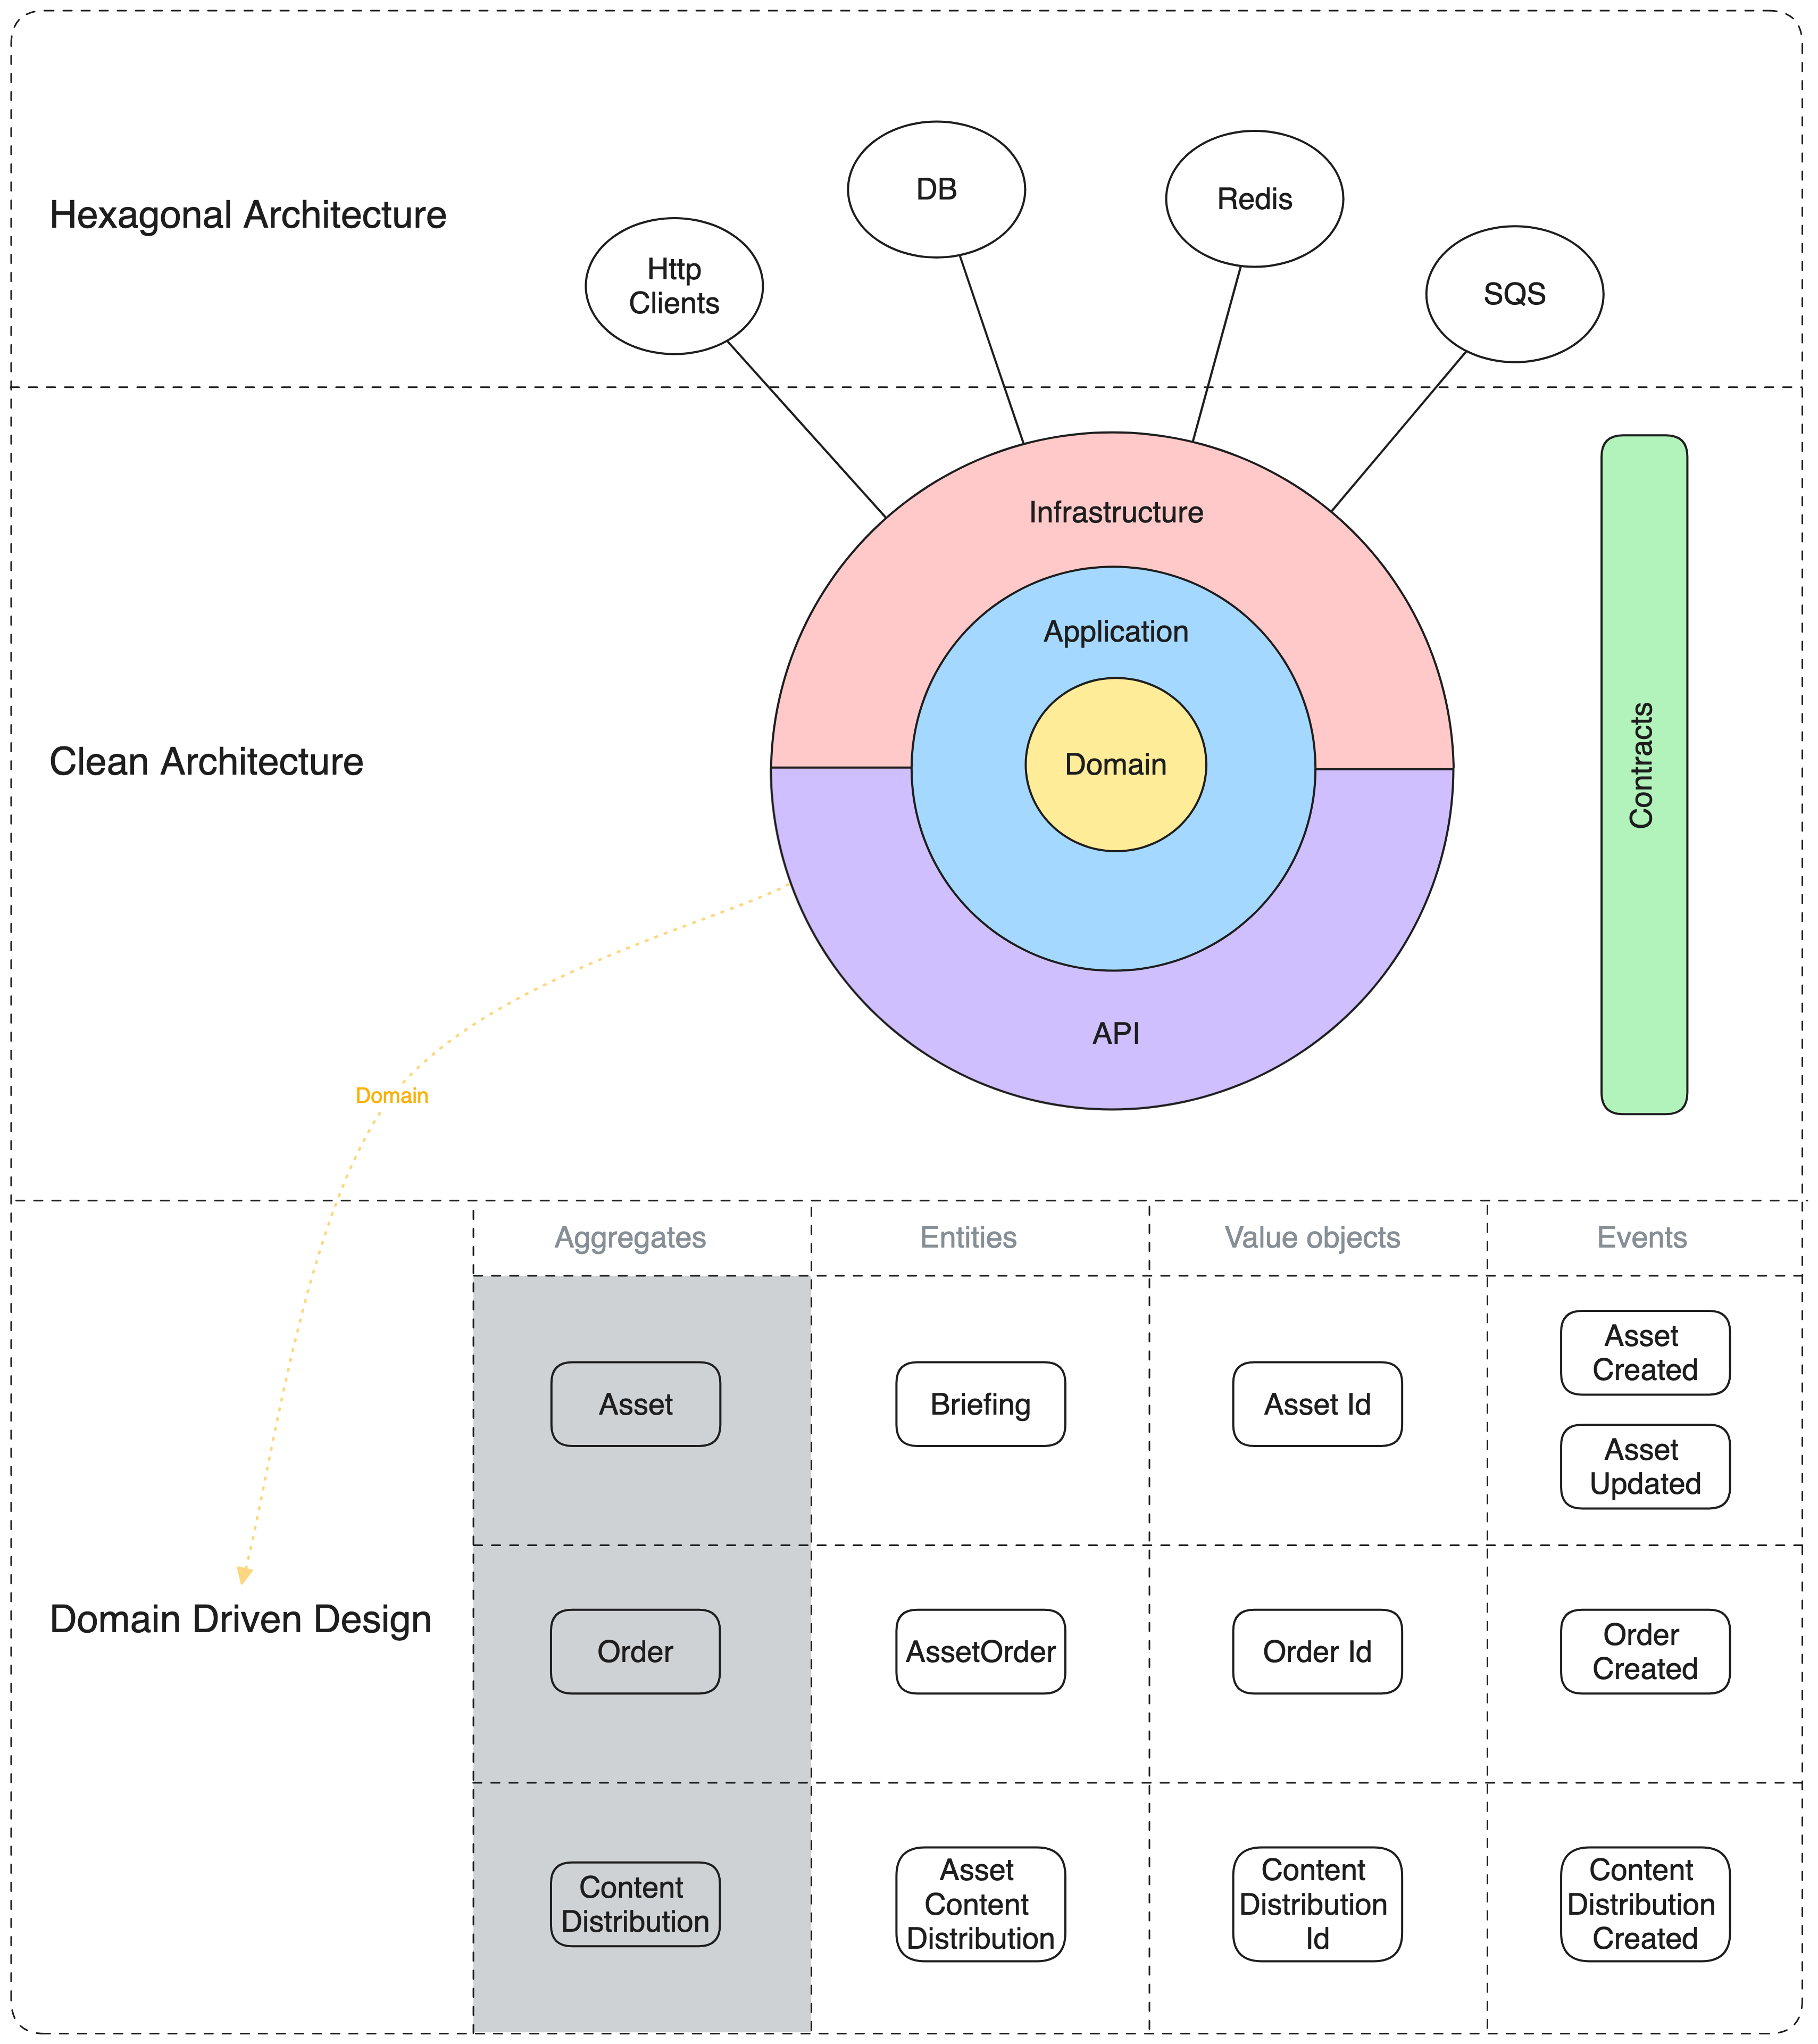 Hexagonal Architecture
Http
Clients
DB
Redis
SQS
Clean Architecture
Infrastructure
Application
Domain
API
Contracts
Domain
Domain Driven Design
Aggregates
Entities
Value objects
Events
Asset
Briefing
Asset Id
Asset
Created
Asset
Updated
Order
AssetOrder
Order Id
Order
Created
Content
Distribution
Asset
Content
Distribution
Content
Distribution
Id
Content
Distribution
Created